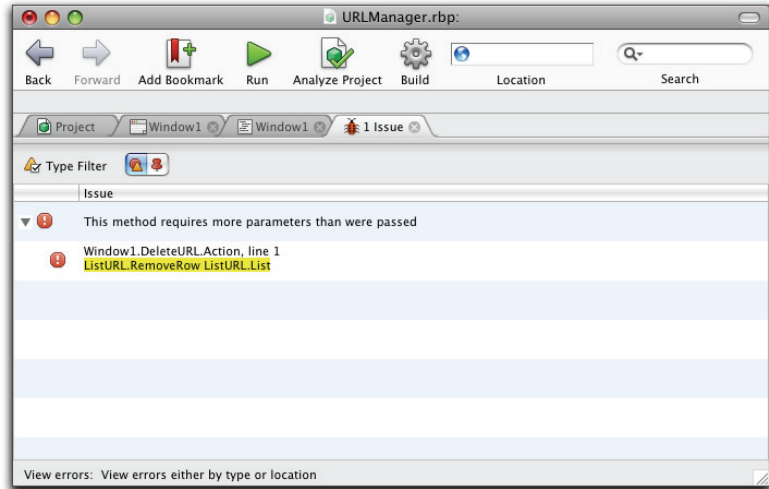 URLManager.rbp:
Back Forward Add Bookmark Run Analyze Project Build Location Search
Project Window1 Window1 1 Issue
Type Filter
Issue
This method requires more parameters than were passed
Window1.DeleteURL.Action, line 1
ListURL.RemoveRow ListURL.List
View errors: View errors either by type or location